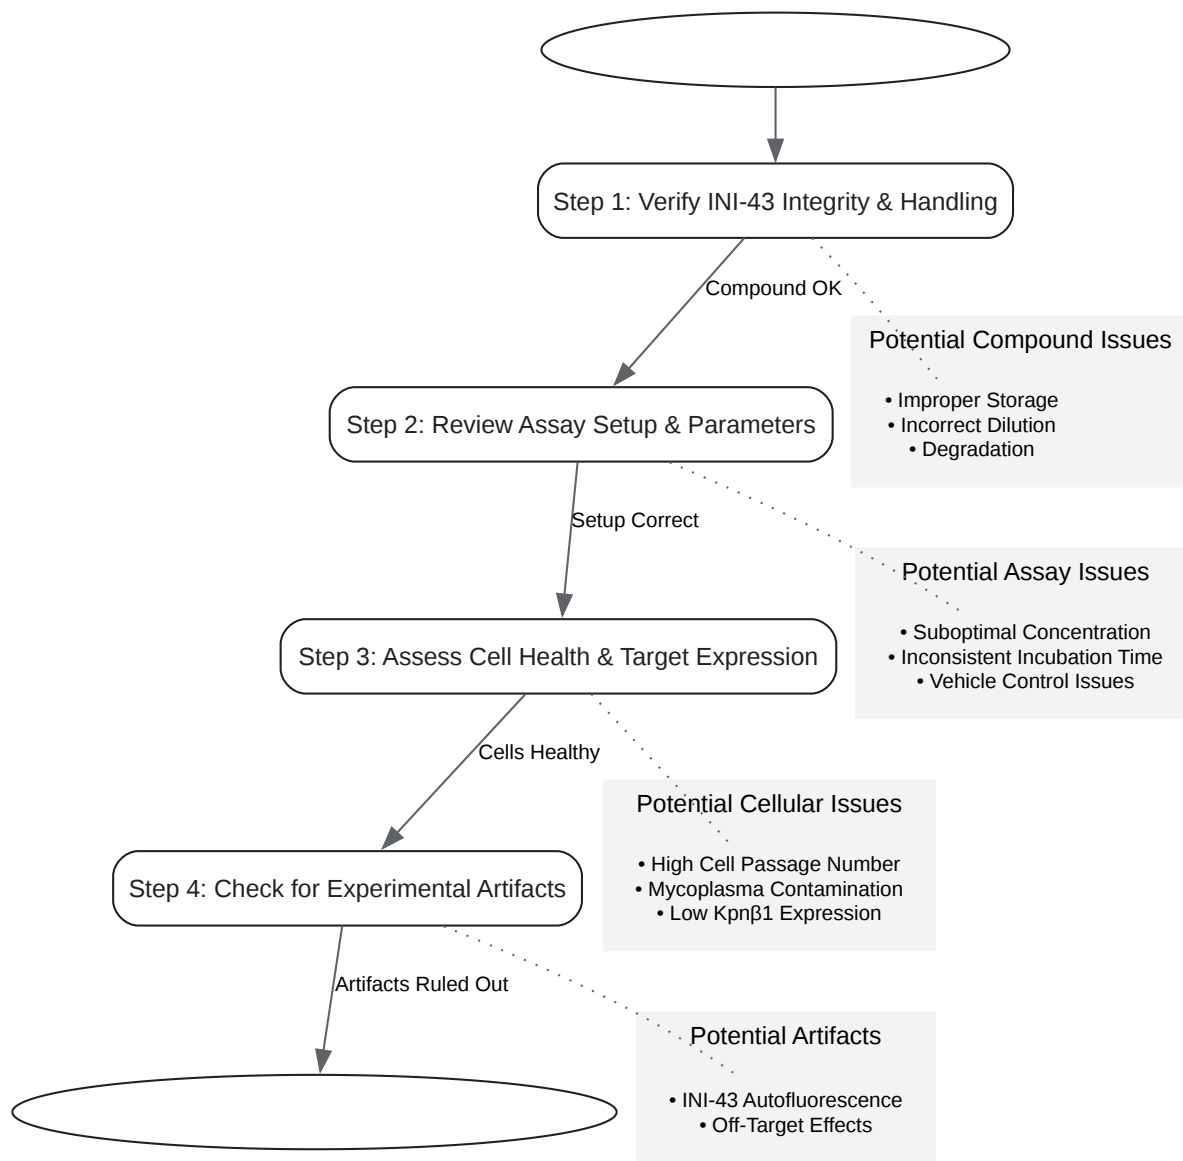 Step 1: Verify INI-43 Integrity & Handling
Compound OK
Potential Compound Issues
• Improper Storage
• Incorrect Dilution
• Degradation
Step 2: Review Assay Setup & Parameters
Setup Correct
Potential Assay Issues
• Suboptimal Concentration
• Inconsistent Incubation Time
• Vehicle Control Issues
Step 3: Assess Cell Health & Target Expression
Cells Healthy
Potential Cellular Issues
• High Cell Passage Number
• Mycoplasma Contamination
• Low Kpnβ1 Expression
Step 4: Check for Experimental Artifacts
Artifacts Ruled Out
Potential Artifacts
• INI-43 Autofluorescence
• Off-Target Effects